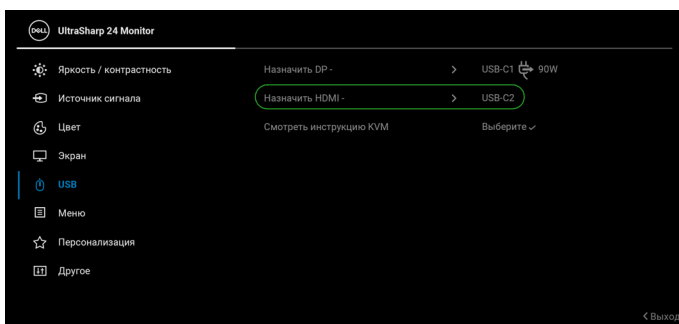 DELL UltraSharp 24 Monitor
Яркость / контрастность
Назначить DP - > USB-C1 90W
Источник сигнала
Назначить HDMI - > USB-C2
Цвет
Смотреть инструкцию KVM Выберите ✓
Экран
USB
Меню
Персонализация
Другое
< Выход